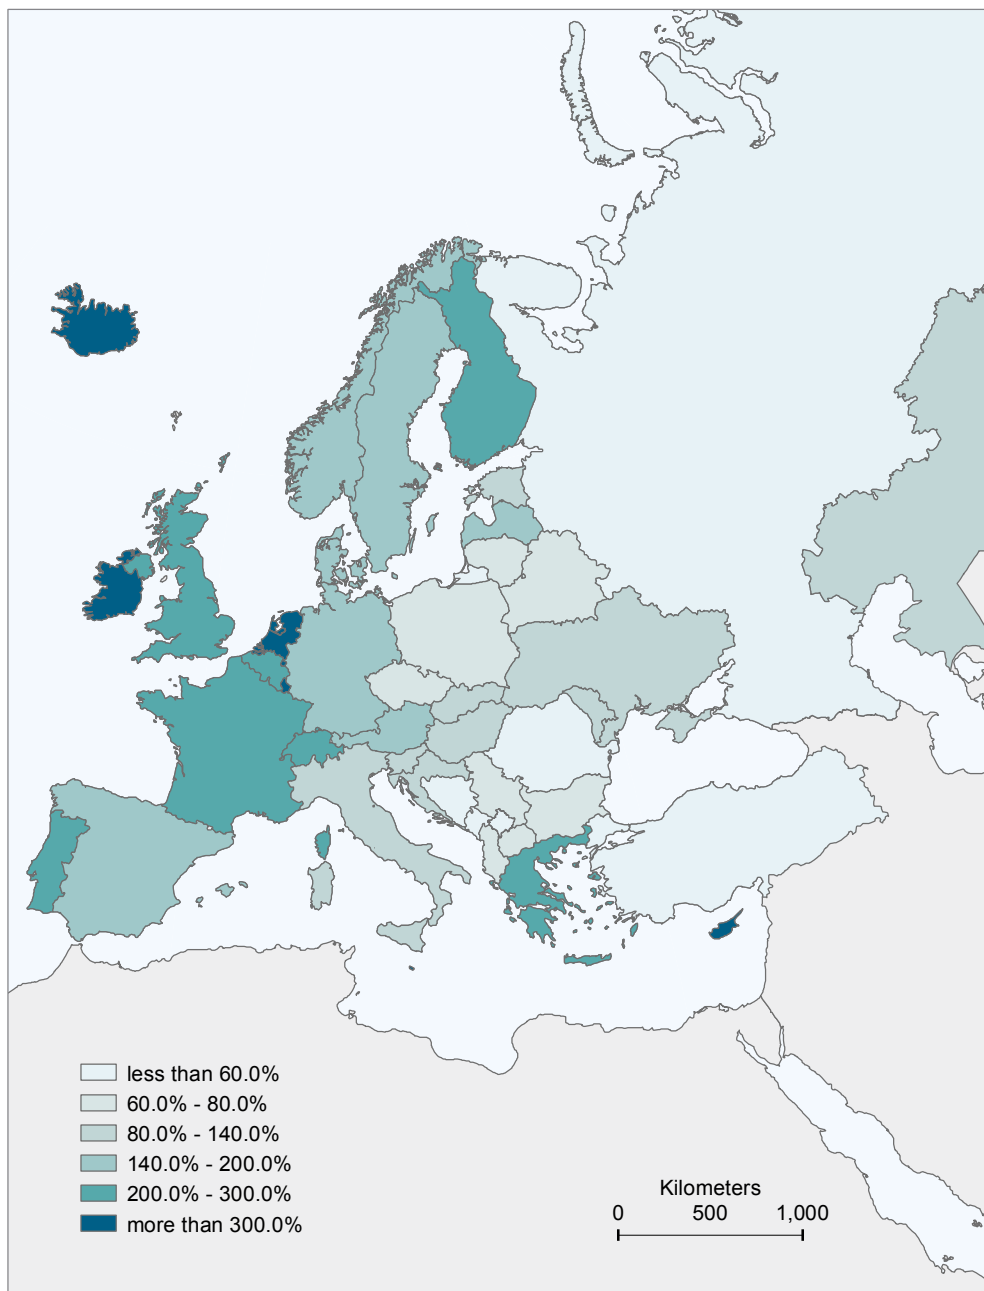 less than 60.0%
60.0% - 80.0%
80.0% - 140.0%
140.0% - 200.0%
200.0% - 300.0%
more than 300.0%
Kilometers
0 500 1,000